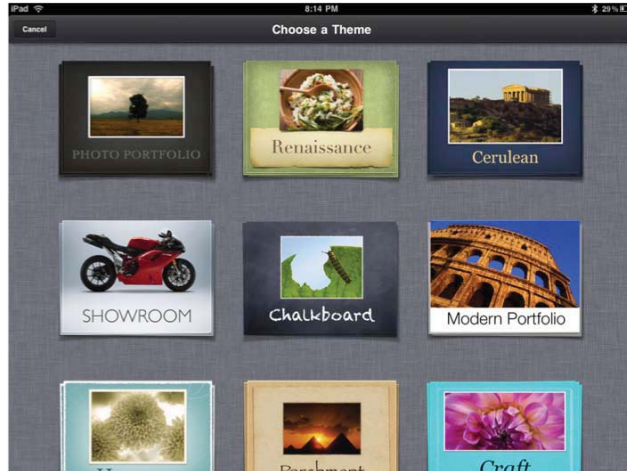 iPad 8:14 PM 29%
Cancel Choose a Theme
PHOTO PORTFOLIO Renaissance Cerulean
SHOWROOM Chalkboard Modern Portfolio
Parchment Craft